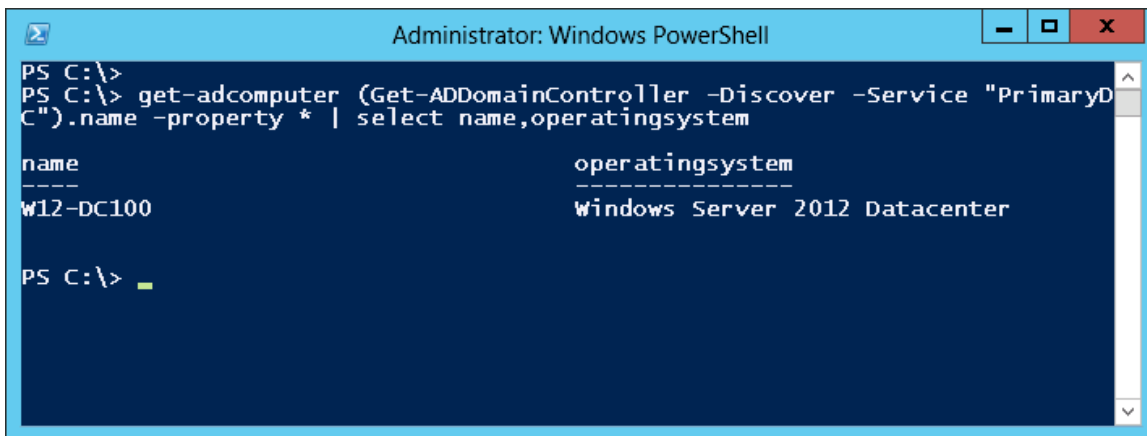 Administrator: Windows PowerShell
PS C:\>
PS C:\> get-adcomputer (Get-ADDomainController -Discover -Service "PrimaryD
C").name -property * | select name,operatingsystem
name operatingsystem
---- ---------------
W12-DC100 Windows Server 2012 Datacenter
PS C:\> _